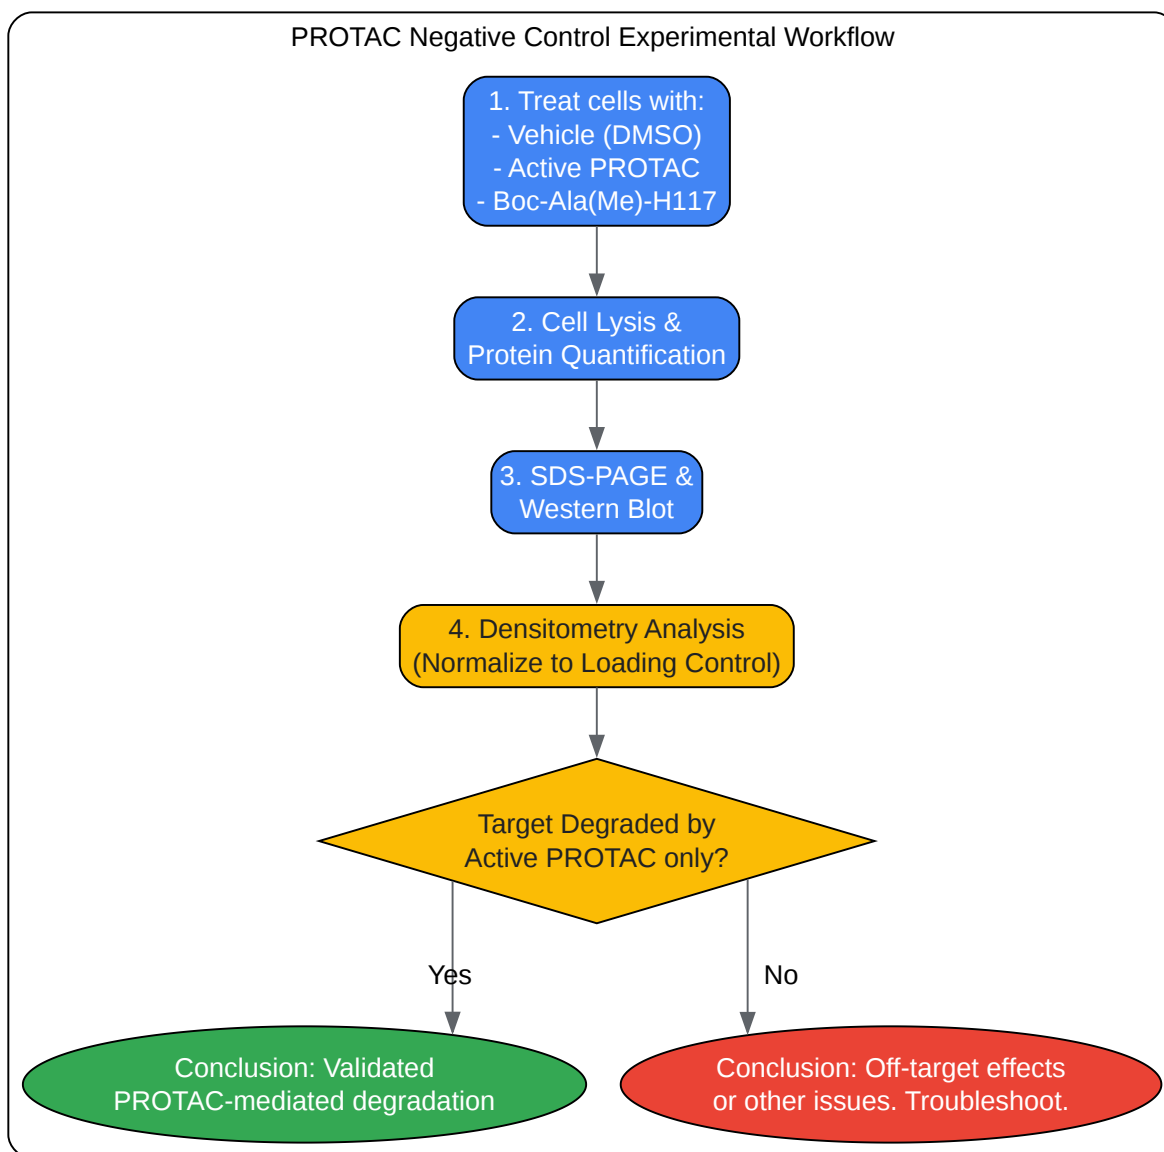 PROTAC Negative Control Experimental Workflow
1. Treat cells with:
- Vehicle (DMSO)
- Active PROTAC
- Boc-Ala(Me)-H117
2. Cell Lysis &
Protein Quantification
3. SDS-PAGE &
Western Blot
4. Densitometry Analysis
(Normalize to Loading Control)
Target Degraded by
Active PROTAC only?
Yes
No
Conclusion: Validated
PROTAC-mediated degradation
Conclusion: Off-target effects
or other issues. Troubleshoot.